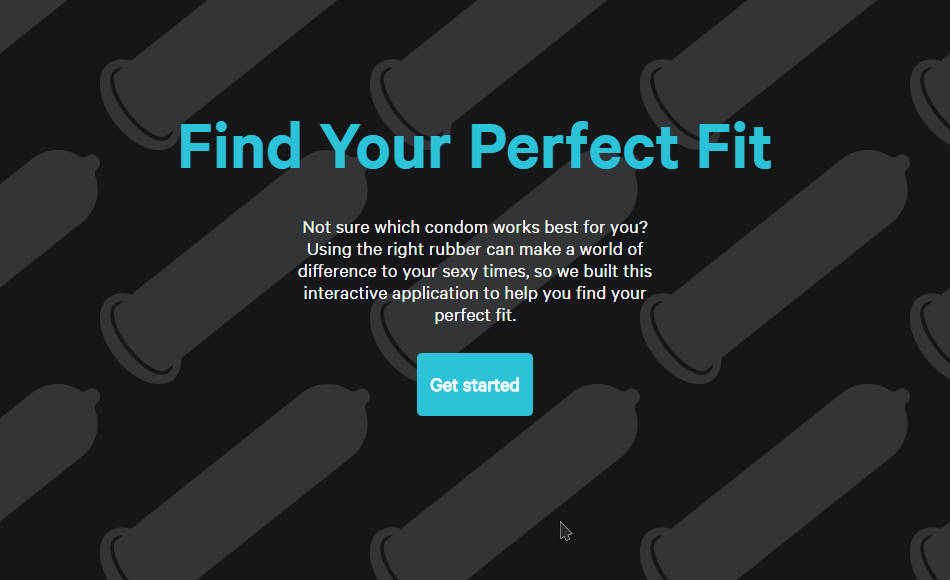 Find Your Perfect Fit
Not sure which condom works best for you?
Using the right rubber can make a world of
difference to your sexy times, so we built this
interactive application to help you find your
perfect fit.
Get started